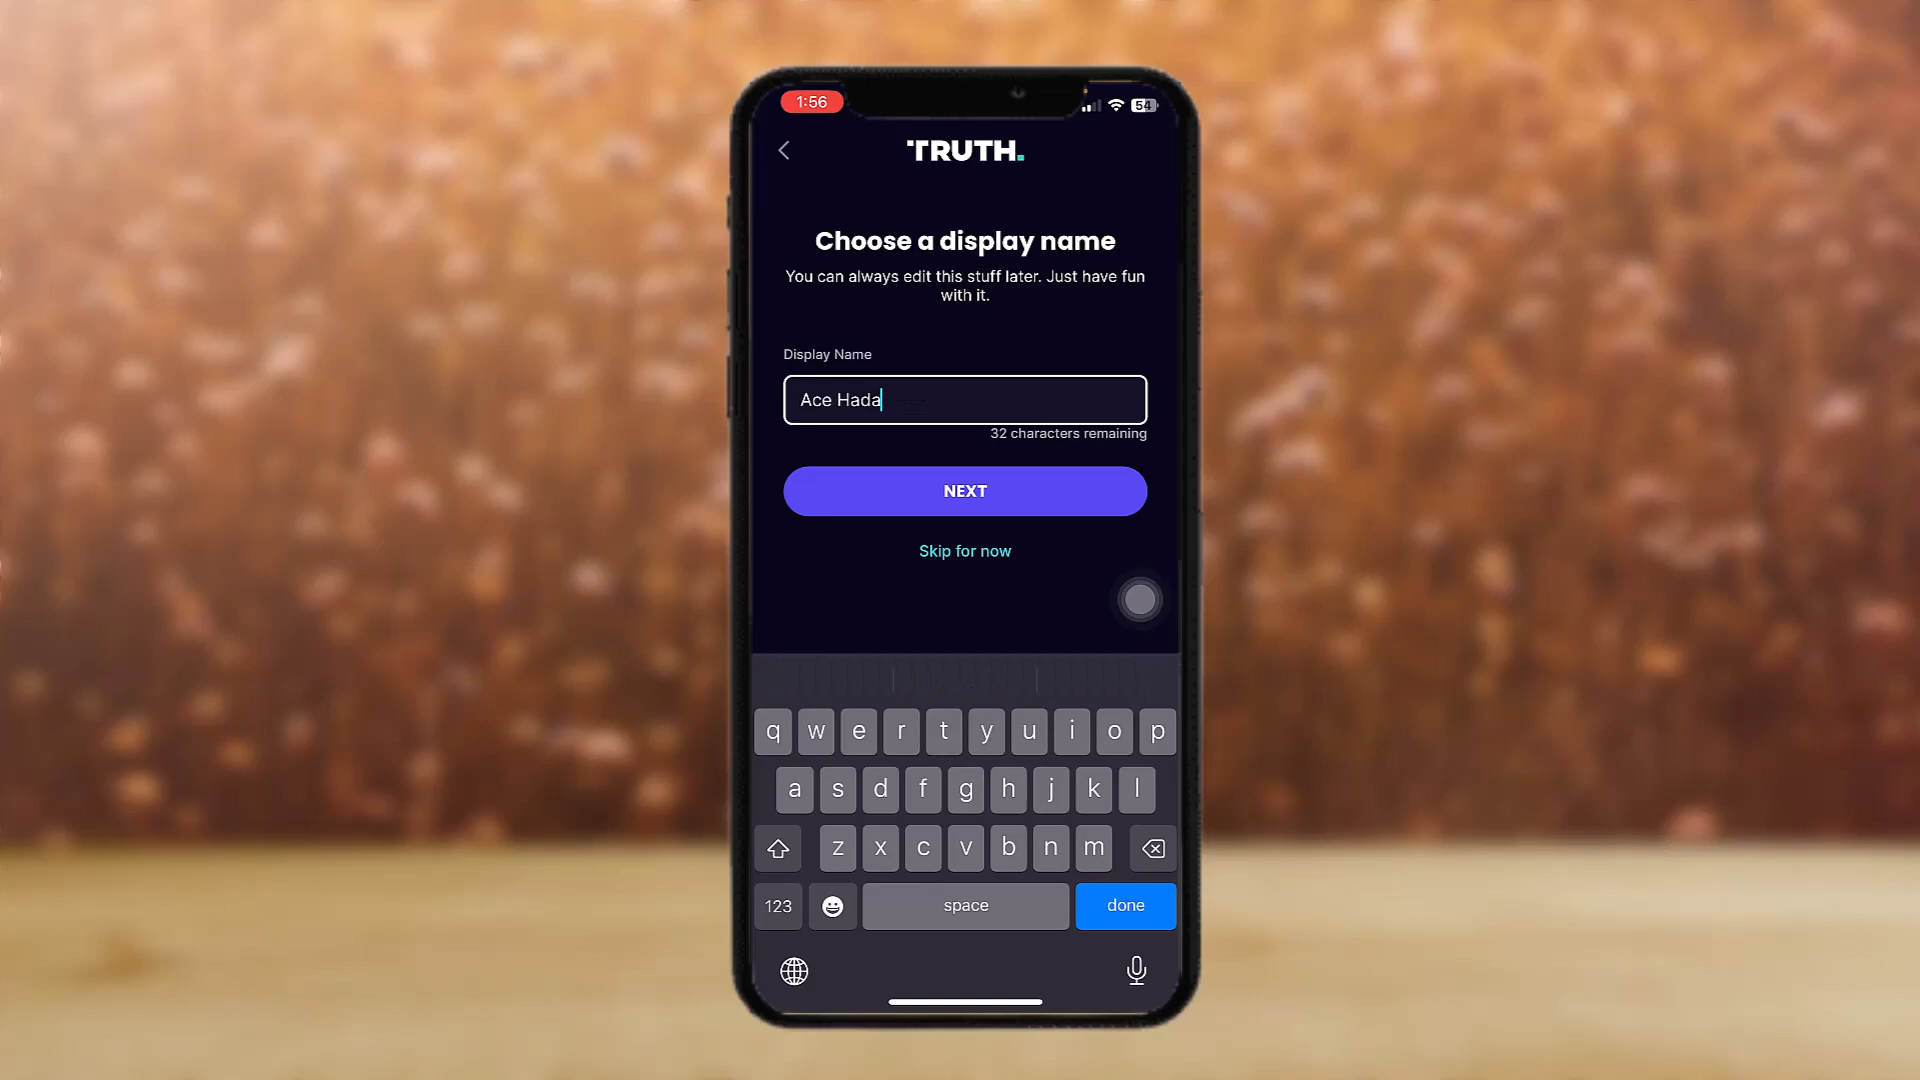 1:56
54
TRUTH.
Choose a display name
You can always edit this stuff later. Just have fun
with it.
Display Name
Ace Hada
32 characters remaining
NEXT
Skip for now
q w e r t y u i o p
a s d f g h j k l
z x c v b n m
123 space done